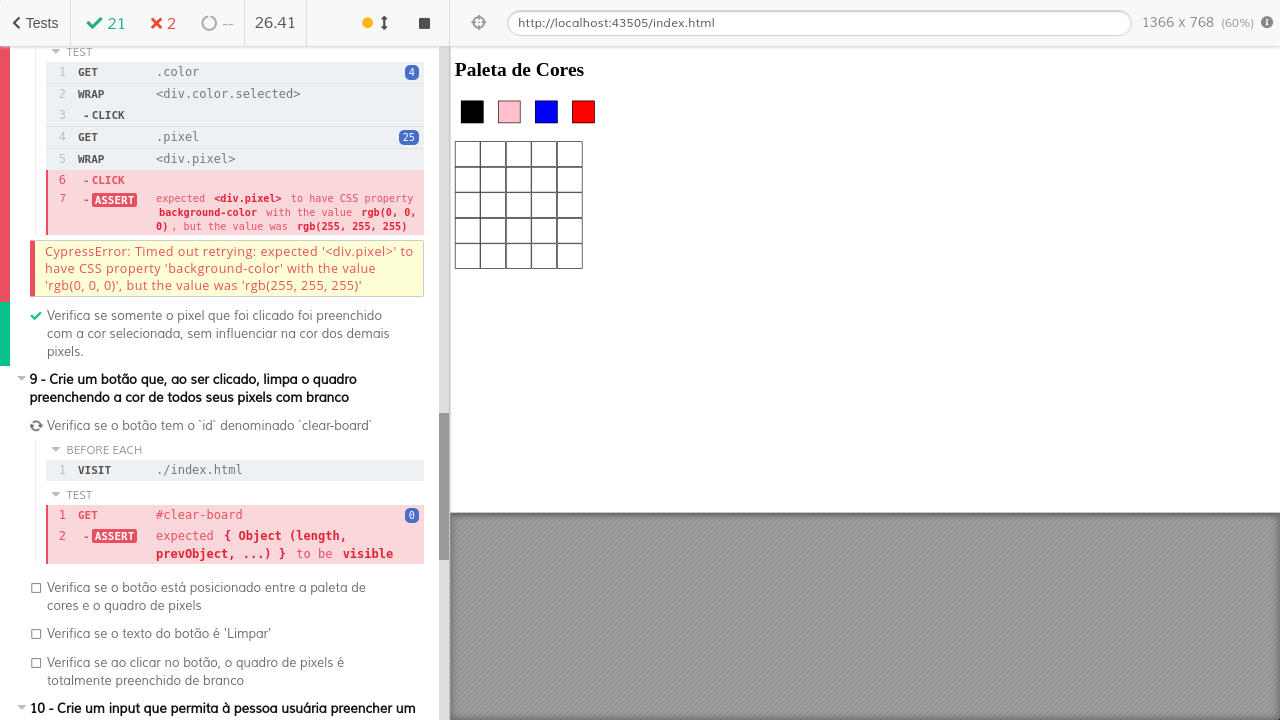 Tests 21 2 -- 26.41 http://localhost:43505/index.html 1366 x 768 (60%)
TEST
1 GET .color 4
2 WRAP <div.color.selected>
3 - CLICK
4 GET .pixel 25
5 WRAP <div.pixel>
6 - CLICK
7 - ASSERT expected <div.pixel> to have CSS property
background-color with the value rgb(0, 0,
0), but the value was rgb(255, 255, 255)
CypressError: Timed out retrying: expected '<div.pixel>' to
have CSS property 'background-color' with the value
'rgb(0, 0, 0)', but the value was 'rgb(255, 255, 255)'
Verifica se somente o pixel que foi clicado foi preenchido
com a cor selecionada, sem influenciar na cor dos demais
pixels.
9 - Crie um botão que, ao ser clicado, limpa o quadro
preenchendo a cor de todos seus pixels com branco
Verifica se o botão tem o `id` denominado `clear-board`
BEFORE EACH
1 VISIT ./index.html
TEST
1 GET #clear-board 0
2 - ASSERT expected { Object (length,
prevObject, ...) } to be visible
Verifica se o botão está posicionado entre a paleta de
cores e o quadro de pixels
Verifica se o texto do botão é 'Limpar'
Verifica se ao clicar no botão, o quadro de pixels é
totalmente preenchido de branco
10 - Crie um input que permita à pessoa usuária preencher um
Paleta de Cores